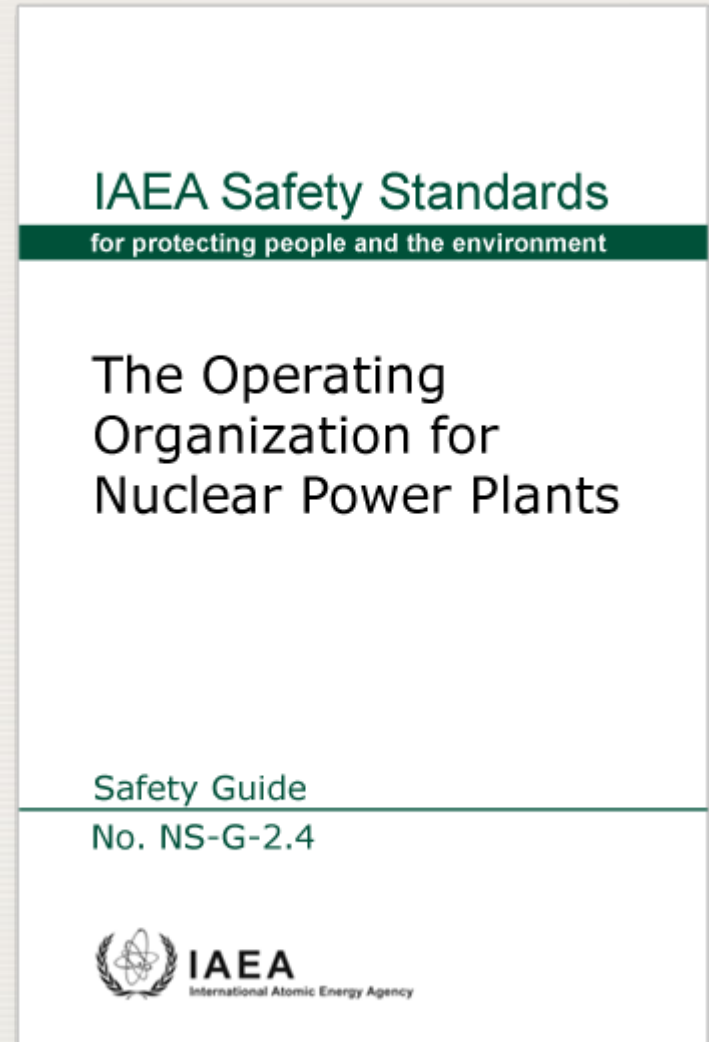 IAEA Safety Standards
for protecting people and the environment
The Operating
Organization for
Nuclear Power Plants
Safety Guide
No. NS-G-2.4
IAEA
International Atomic Energy Agency